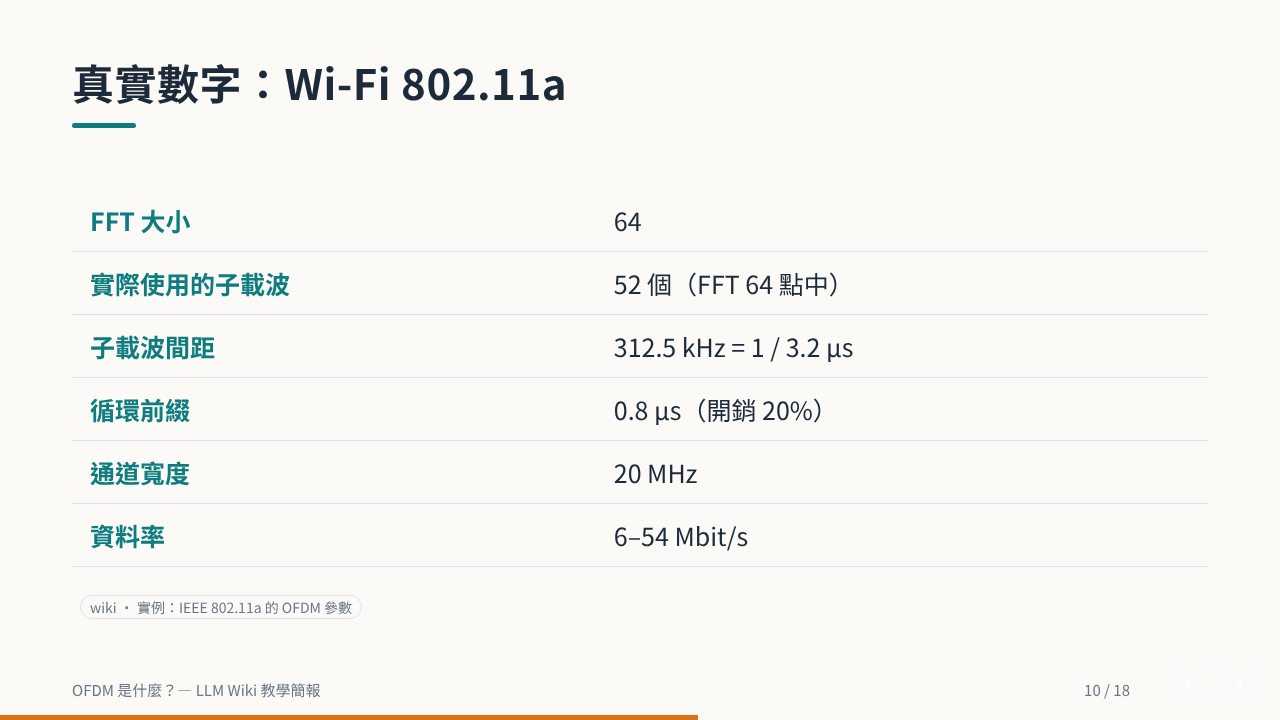 真實數字：Wi-Fi 802.11a
FFT 大小 64
實際使用的子載波 52 個（FFT 64 點中）
子載波間距 312.5 kHz = 1 / 3.2 µs
循環前綴 0.8 µs（開銷 20%）
通道寬度 20 MHz
資料率 6–54 Mbit/s
wiki · 實例：IEEE 802.11a 的 OFDM 參數
OFDM 是什麼？— LLM Wiki 教學簡報 10 / 18